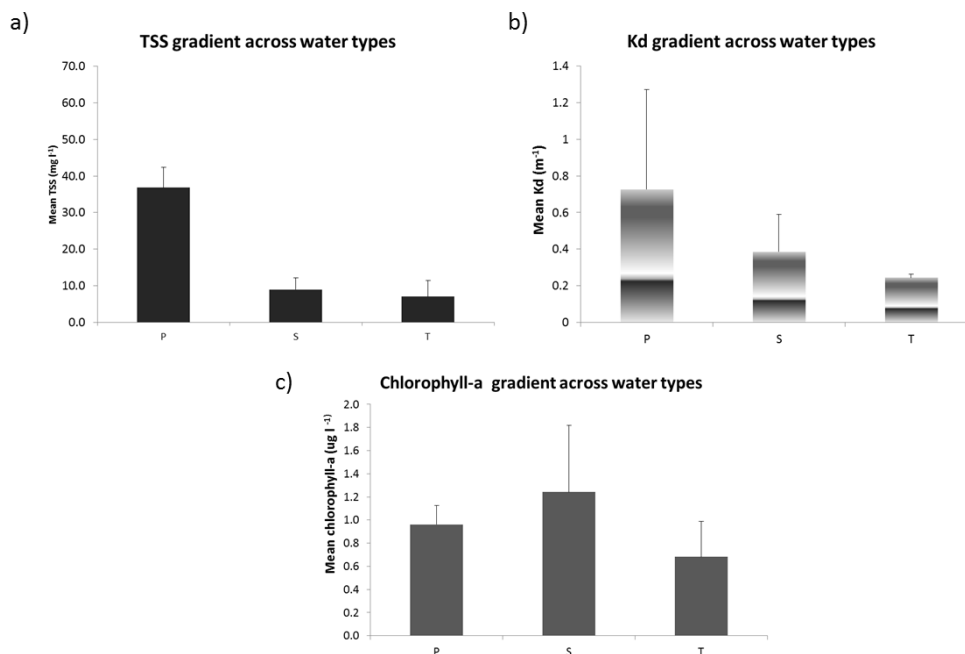 a)
TSS gradient across water types
Mean TSS (mg l⁻¹)
70.0
60.0
50.0
40.0
30.0
20.0
10.0
0.0
P S T
b)
Kd gradient across water types
Mean Kd (m⁻¹)
1.4
1.2
1
0.8
0.6
0.4
0.2
0
P S T
c)
Chlorophyll-a gradient across water types
Mean chlorophyll-a (ug l ⁻¹)
2.0
1.8
1.6
1.4
1.2
1.0
0.8
0.6
0.4
0.2
0.0
P S T